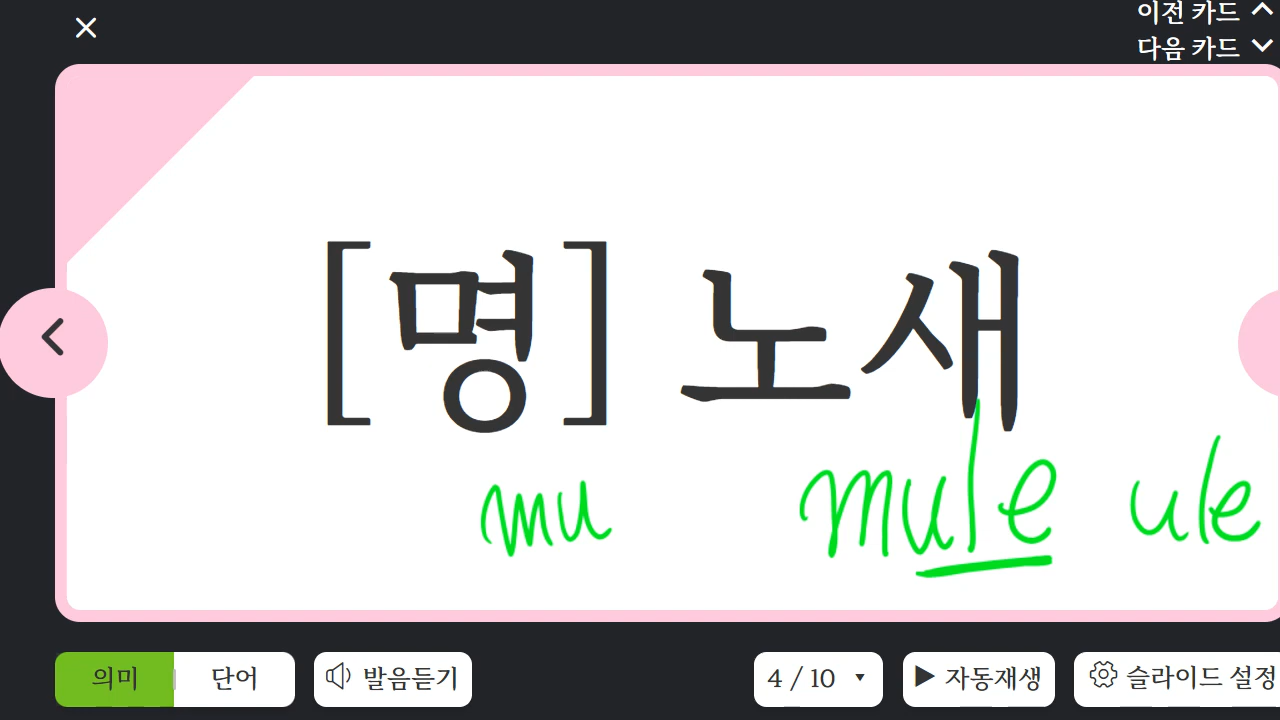 이전 카드
다음 카드
[명] 노새
mu mule ule
의미 단어 발음듣기 4 / 10 자동재생 슬라이드 설정